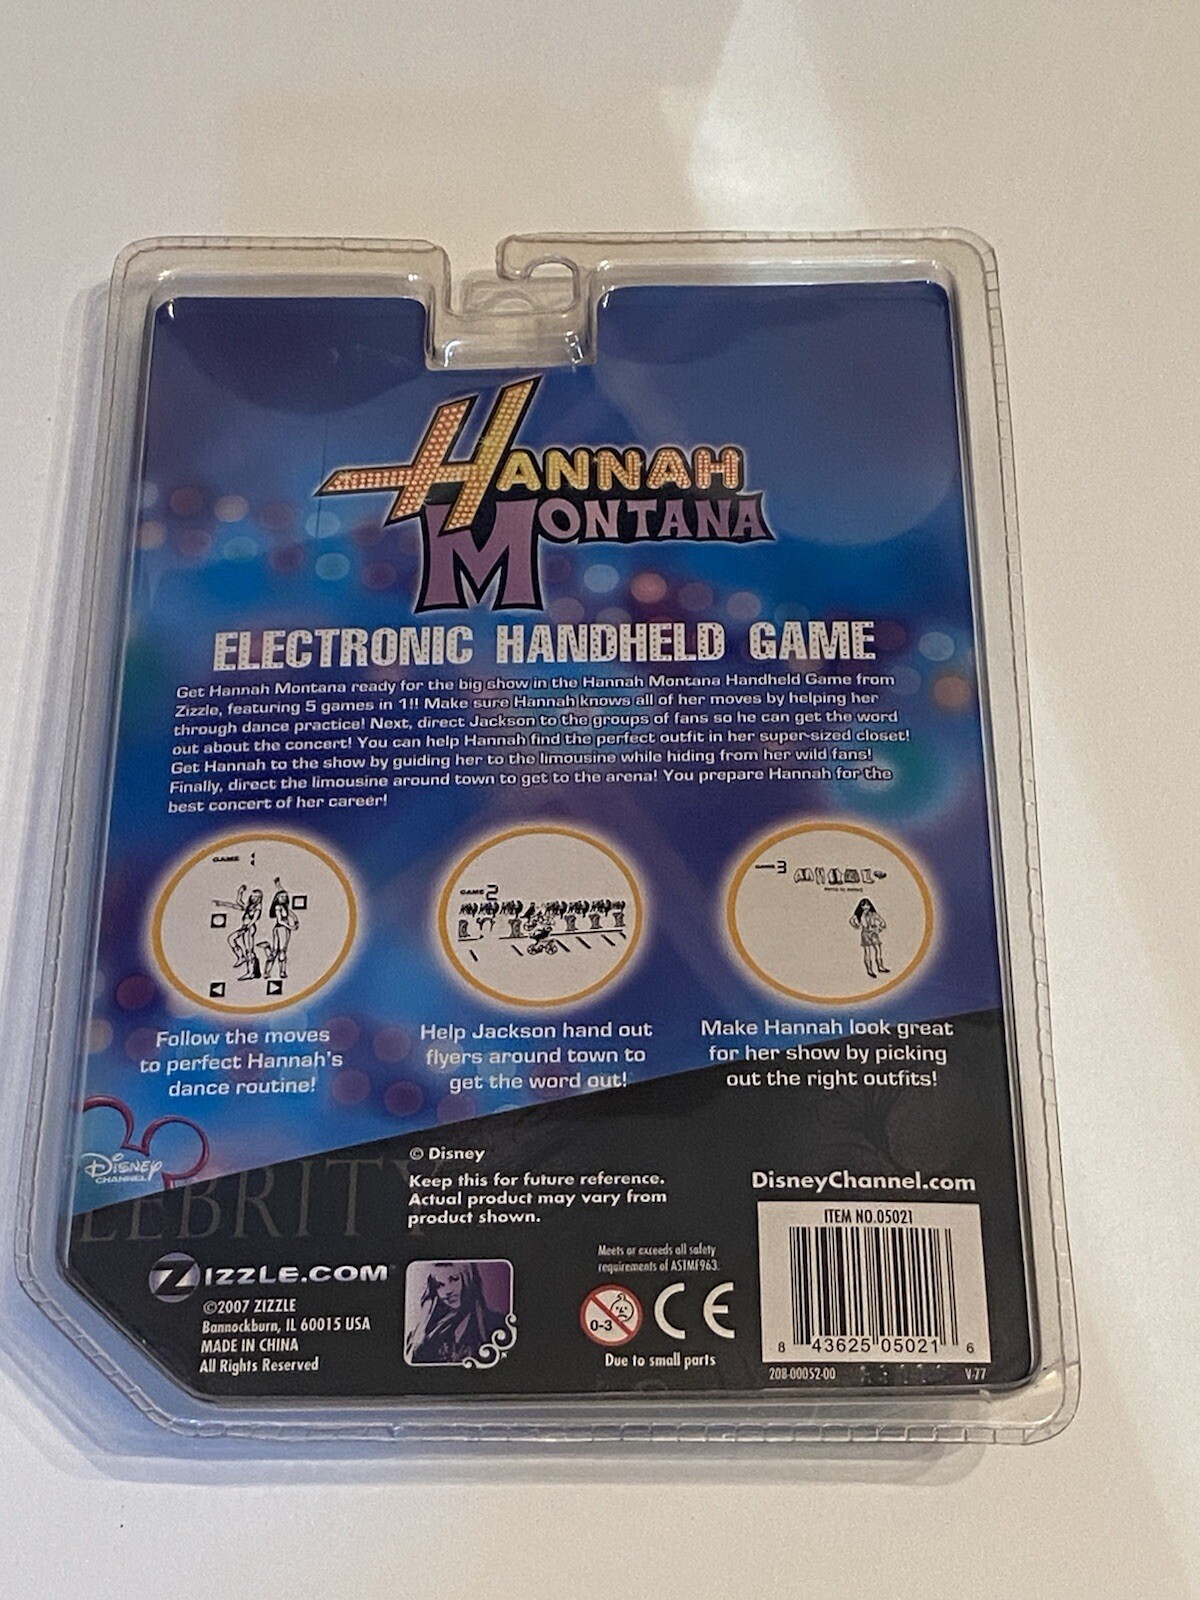 HANNAH
MONTANA
ELECTRONIC HANDHELD GAME
Get Hannah Montana ready for the big show in the Hannah Montana Handheld Game from
Zizzle, featuring 5 games in 1!! Make sure Hannah knows all of her moves by helping her
through dance practice! Next, direct Jackson to the groups of fans so he can get the word
out about the concert! You can help Hannah find the perfect outfit in her super-sized closet!
Get Hannah to the show by guiding her to the limousine while hiding from her wild fans!
Finally, direct the limousine around town to get to the arena! You prepare Hannah for the
best concert of her career!
GAME 1
GAME 2
GAME 3
Follow the moves
to perfect Hannah's
dance routine!
Help Jackson hand out
flyers around town to
get the word out!
Make Hannah look great
for her show by picking
out the right outfits!
DISNEY
CHANNEL
LEBRITY
© Disney
Keep this for future reference.
Actual product may vary from
product shown.
DisneyChannel.com
ITEM NO.05021
8 43625 05021 6
208-00052-00
V-77
ZIZZLE.COM
©2007 ZIZZLE
Bannockburn, IL 60015 USA
MADE IN CHINA
All Rights Reserved
Meets or exceeds all safety
requirements of ASTMF963.
0-3
CE
Due to small parts